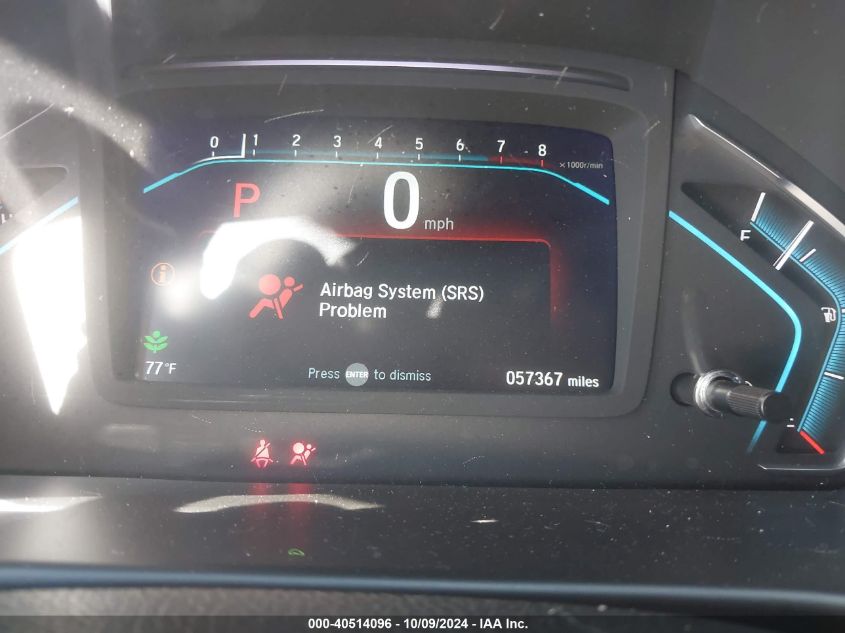 0 1 2 3 4 5 6 7 8
x1000r/min
P 0 mph
F
Airbag System (SRS)
Problem
77°F
Press ENTER to dismiss
057367 miles
000-40514096 - 10/09/2024 - IAA Inc.